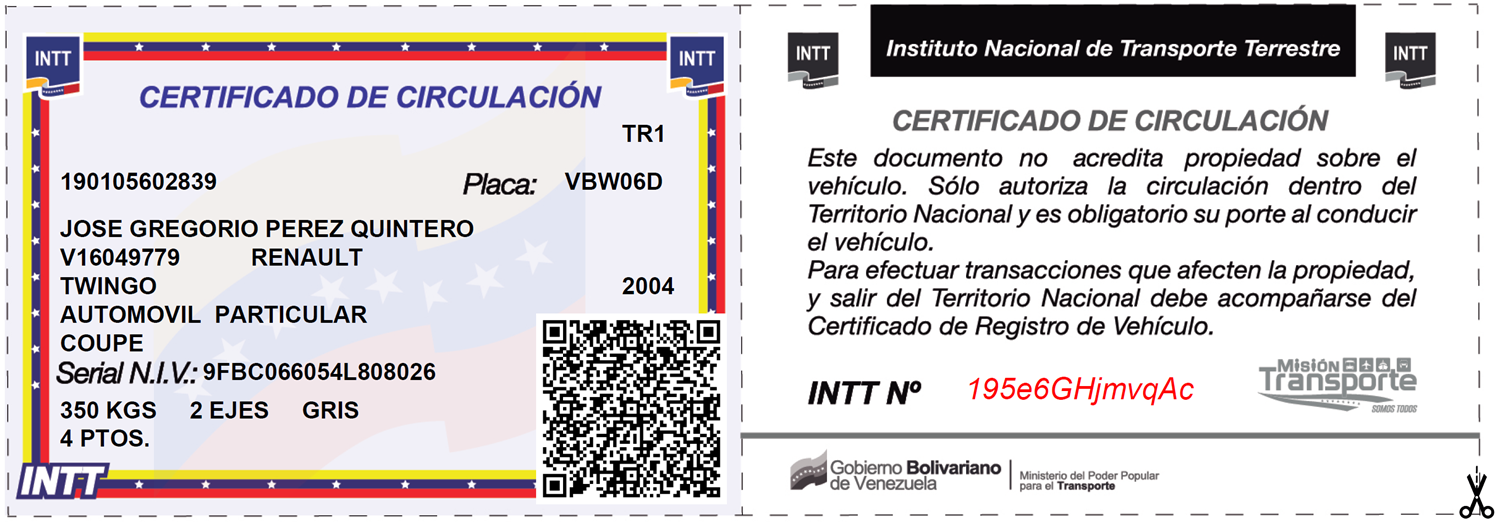 INTT
INTT
CERTIFICADO DE CIRCULACIÓN
TR1
190105602839 Placa: VBW06D
JOSE GREGORIO PEREZ QUINTERO
V16049779 RENAULT
TWINGO 2004
AUTOMOVIL PARTICULAR
COUPE
Serial N.I.V.: 9FBC066054L808026
350 KGS 2 EJES GRIS
4 PTOS.
INTT
INTT
Instituto Nacional de Transporte Terrestre
INTT
CERTIFICADO DE CIRCULACIÓN
Este documento no acredita propiedad sobre el
vehículo. Sólo autoriza la circulación dentro del
Territorio Nacional y es obligatorio su porte al conducir
el vehículo.
Para efectuar transacciones que afecten la propiedad,
y salir del Territorio Nacional debe acompañarse del
Certificado de Registro de Vehículo.
INTT Nº 195e6GHjmvqAc
Misión
Transporte
SOMOS TODOS
Gobierno Bolivariano
de Venezuela
Ministerio del Poder Popular
para el Transporte